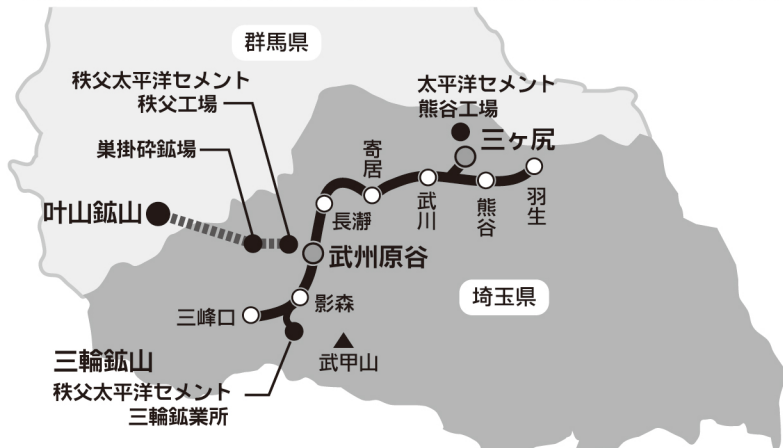 群馬県
秩父太平洋セメント
秩父工場
太平洋セメント
熊谷工場
三ヶ尻
巣掛砕鉱場
寄居
叶山鉱山
長瀞
武川
熊谷
羽生
武州原谷
埼玉県
三峰口
影森
三輪鉱山
武甲山
秩父太平洋セメント
三輪鉱業所